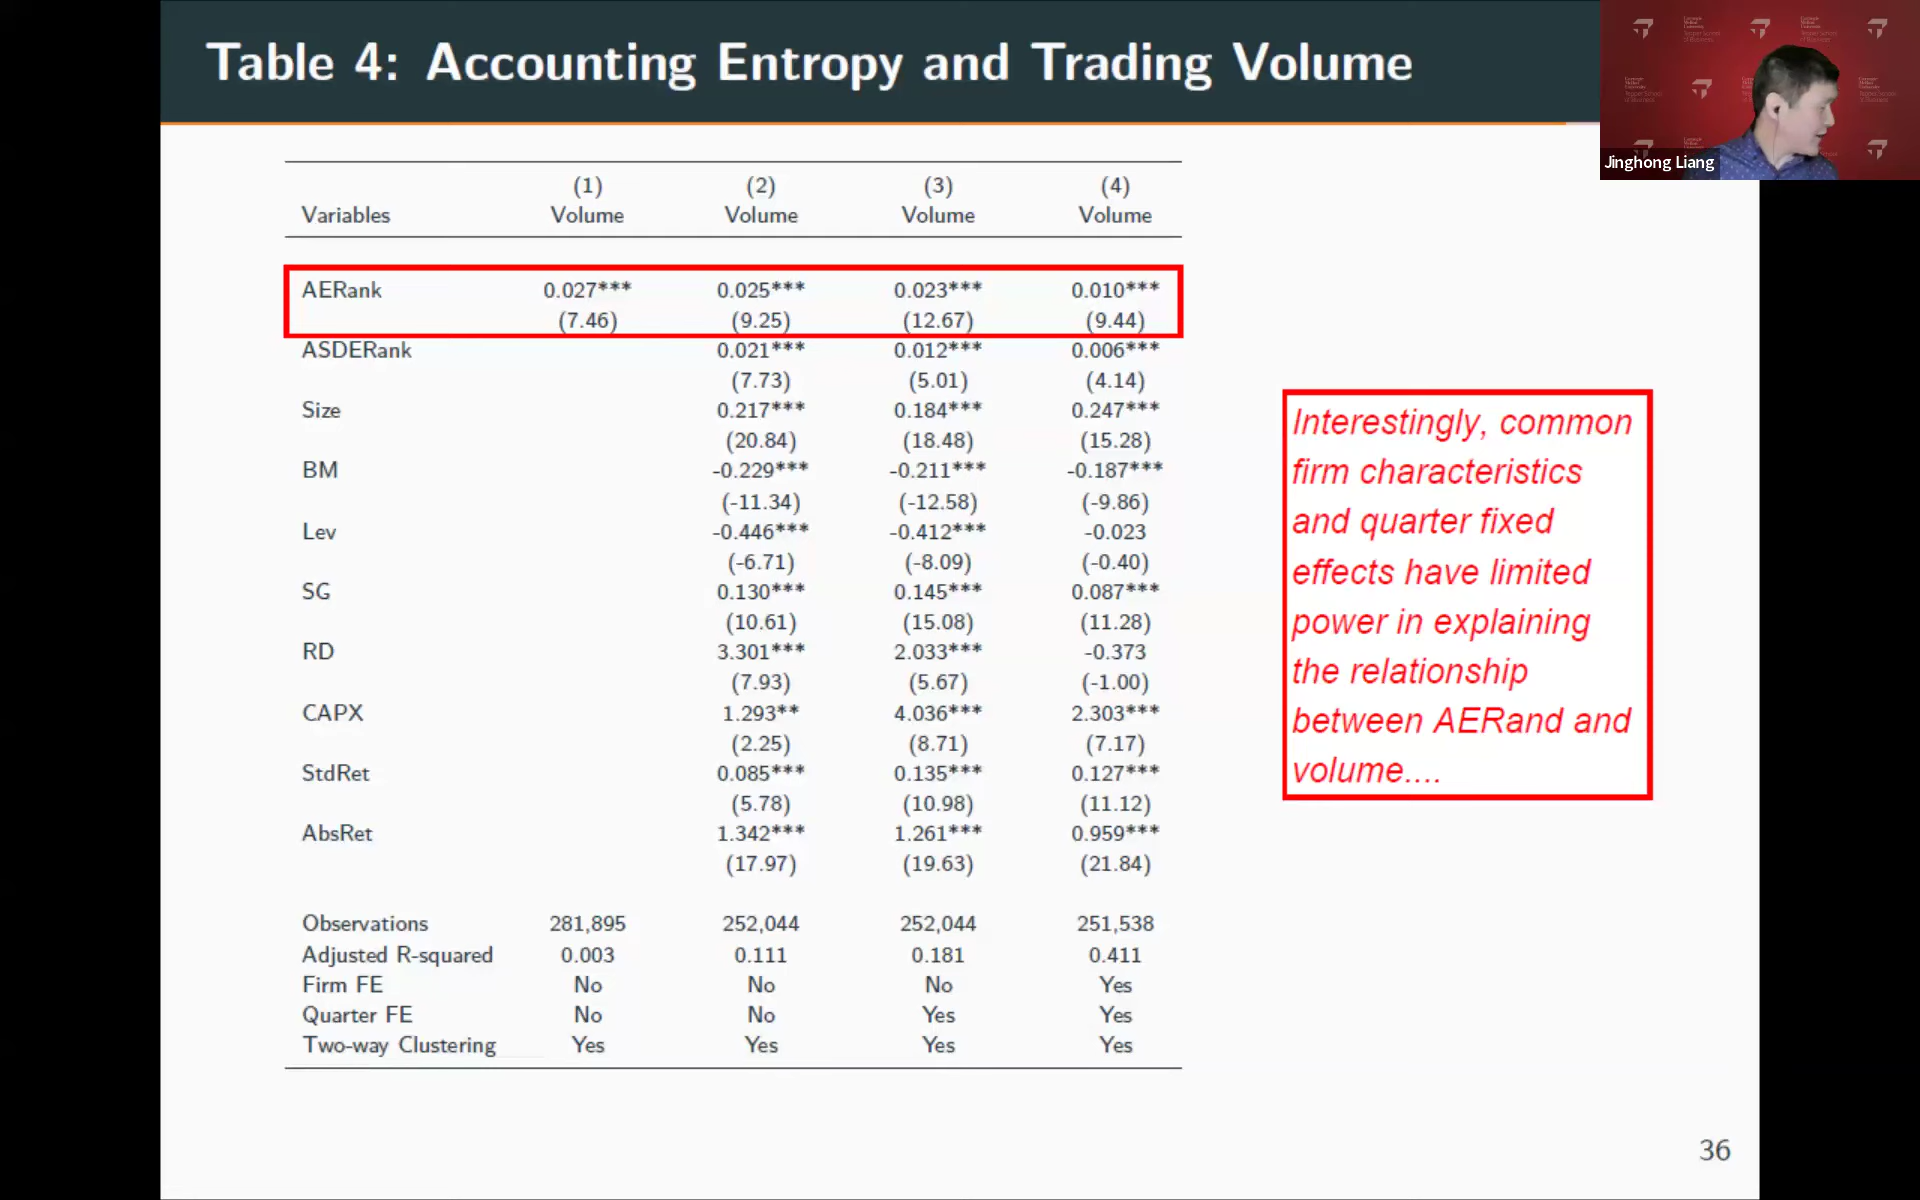 Table 4: Accounting Entropy and Trading Volume
Jinghong Liang
(1) (2) (3) (4)
Variables Volume Volume Volume Volume
AERank 0.027*** 0.025*** 0.023*** 0.010***
(7.46) (9.25) (12.67) (9.44)
ASDERank 0.021*** 0.012*** 0.006***
(7.73) (5.01) (4.14)
Size 0.217*** 0.184*** 0.247***
(20.84) (18.48) (15.28)
BM -0.229*** -0.211*** -0.187***
(-11.34) (-12.58) (-9.86)
Lev -0.446*** -0.412*** -0.023
(-6.71) (-8.09) (-0.40)
SG 0.130*** 0.145*** 0.087***
(10.61) (15.08) (11.28)
RD 3.301*** 2.033*** -0.373
(7.93) (5.67) (-1.00)
CAPX 1.293** 4.036*** 2.303***
(2.25) (8.71) (7.17)
StdRet 0.085*** 0.135*** 0.127***
(5.78) (10.98) (11.12)
AbsRet 1.342*** 1.261*** 0.959***
(17.97) (19.63) (21.84)
Observations 281,895 252,044 252,044 251,538
Adjusted R-squared 0.003 0.111 0.181 0.411
Firm FE No No No Yes
Quarter FE No No Yes Yes
Two-way Clustering Yes Yes Yes Yes
Interestingly, common
firm characteristics
and quarter fixed
effects have limited
power in explaining
the relationship
between AERand and
volume....
36